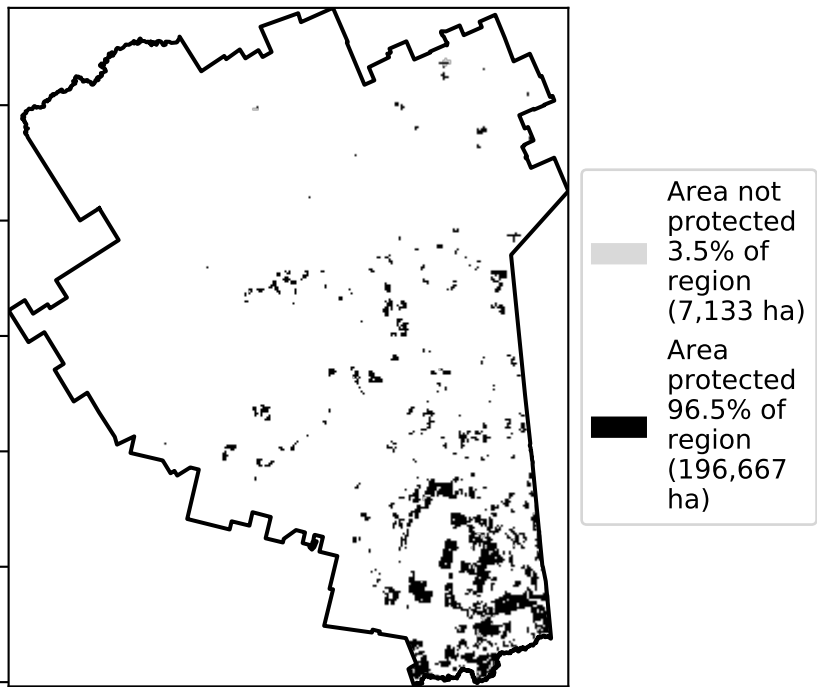 Area not
protected
3.5% of
region
(7,133 ha)
Area
protected
96.5% of
region
(196,667
ha)